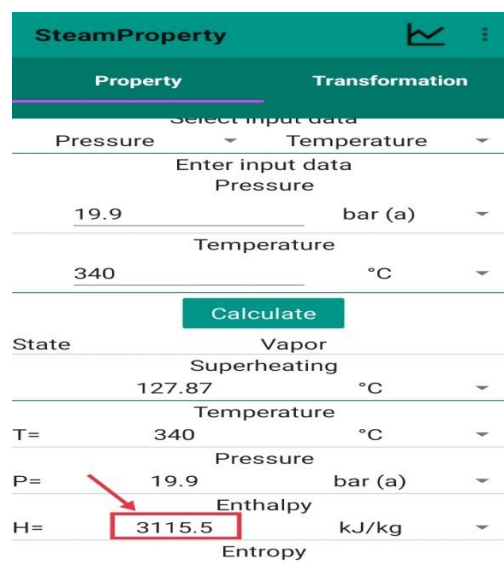 SteamProperty
Property Transformation
Select input data
Pressure Temperature
Enter input data
Pressure
19.9 bar (a)
Temperature
340 °C
Calculate
State Vapor
Superheating
127.87 °C
Temperature
T= 340 °C
Pressure
P= 19.9 bar (a)
Enthalpy
H= 3115.5 kJ/kg
Entropy